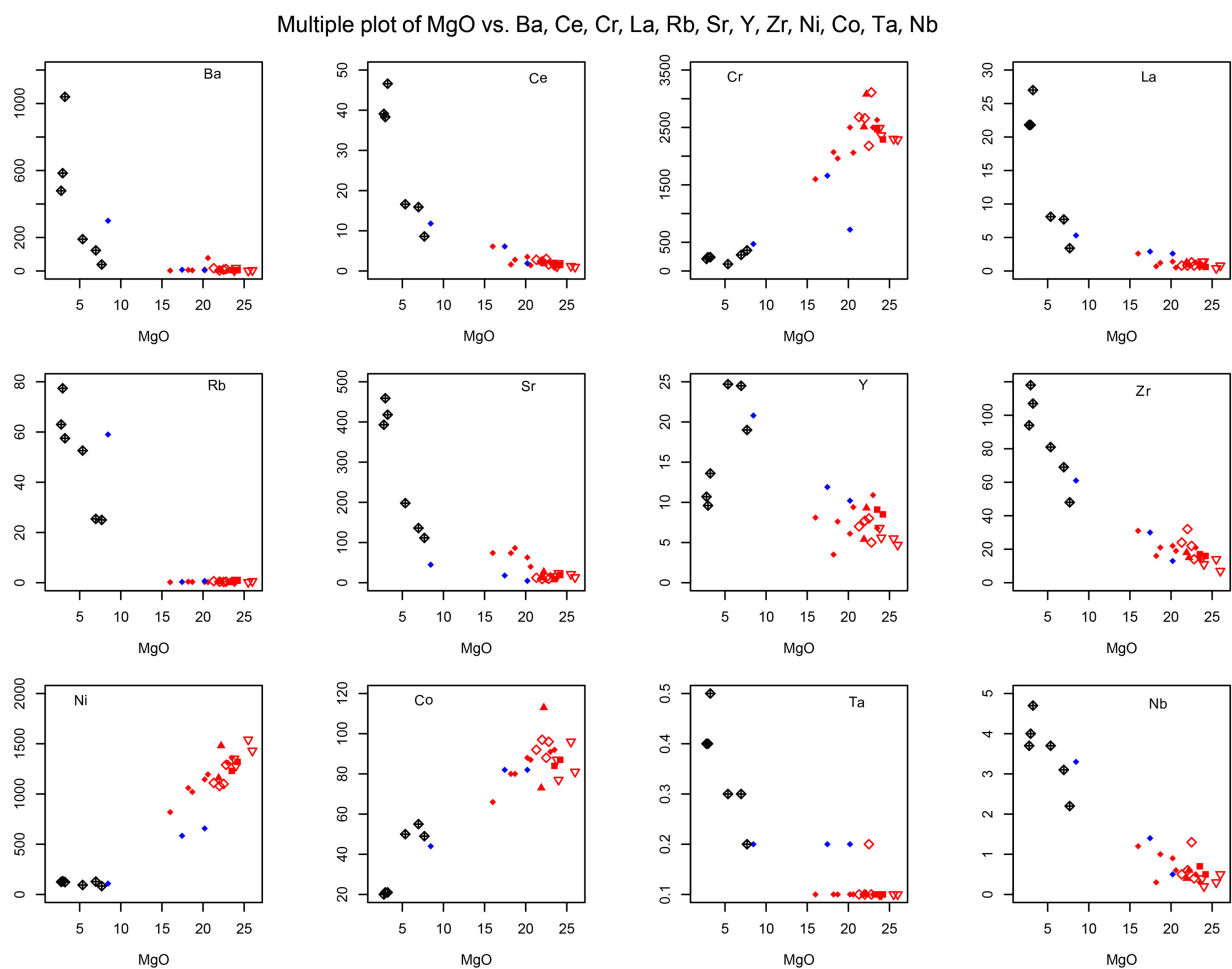 Multiple plot of MgO vs. Ba, Ce, Cr, La, Rb, Sr, Y, Zr, Ni, Co, Ta, Nb
Ba
0 200 600 1000
5 10 15 20 25
MgO
Ce
0 10 20 30 40 50
5 10 15 20 25
MgO
Cr
0 500 1500 2500 3500
5 10 15 20 25
MgO
La
0 5 10 15 20 25 30
5 10 15 20 25
MgO
Rb
0 20 40 60 80
5 10 15 20 25
MgO
Sr
0 100 200 300 400 500
5 10 15 20 25
MgO
Y
0 5 10 15 20 25
5 10 15 20 25
MgO
Zr
0 20 40 60 80 100
5 10 15 20 25
MgO
Ni
0 500 1000 1500 2000
5 10 15 20 25
MgO
Co
20 40 60 80 100 120
5 10 15 20 25
MgO
Ta
0.1 0.2 0.3 0.4 0.5
5 10 15 20 25
MgO
Nb
0 1 2 3 4 5
5 10 15 20 25
MgO